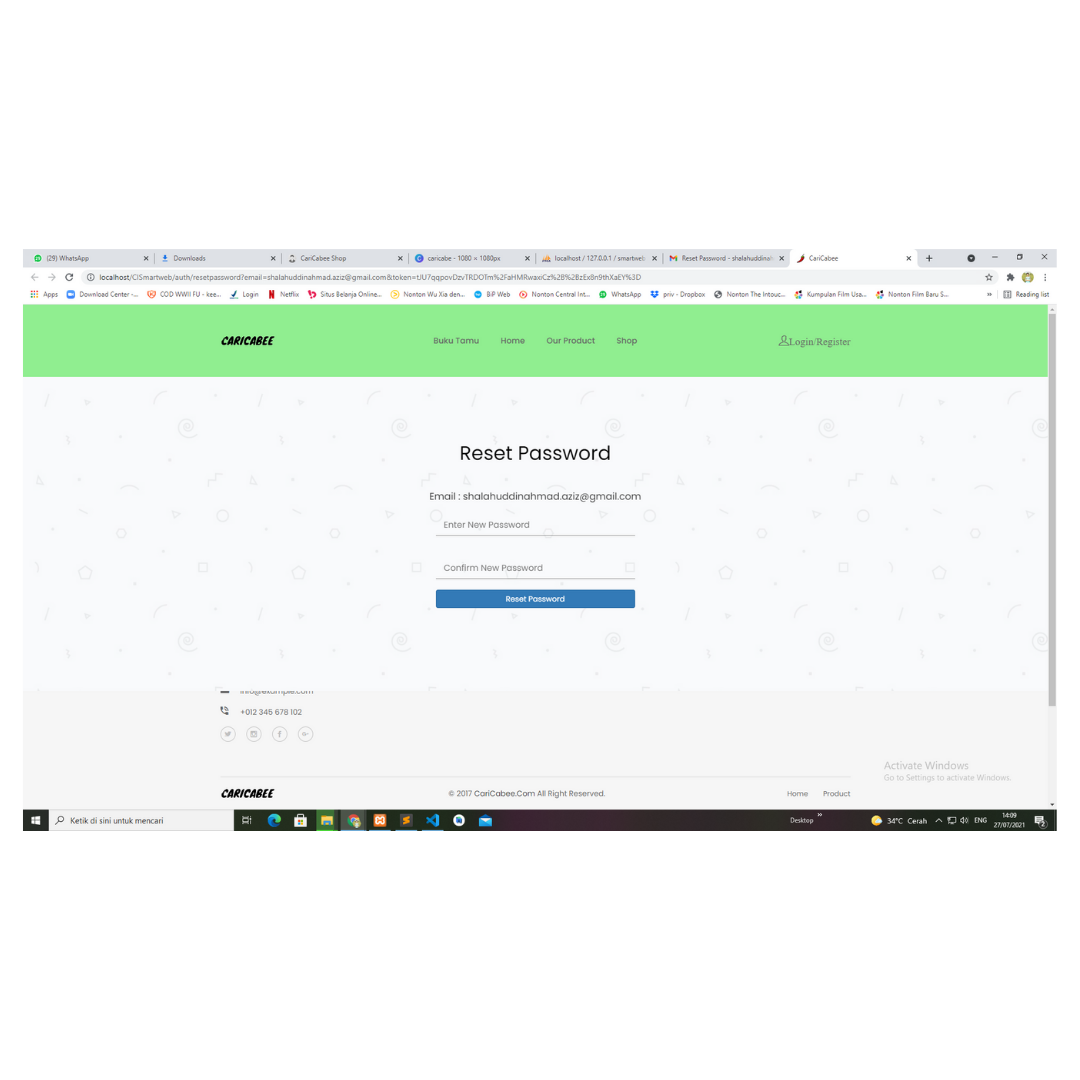 (29) WhatsApp
Downloads
CariCabee Shop
caricabe - 1080 × 1080px
localhost / 127.0.0.1 / smartweb
Reset Password - shalahuddinah
CariCabee
localhost/CISmartweb/auth/resetpassword?email=shalahuddinahmad.aziz@gmail.com&token=tJU7qqpovDzvTRDOTm%2FaHMRwaxiCz%2B%2BzEx8n9thXaEY%3D
Apps
Download Center -...
COD WWII FU - kee...
Login
Netflix
Situs Belanja Online...
Nonton Wu Xia den...
BiP Web
Nonton Central Int...
WhatsApp
priv - Dropbox
Nonton The Intouc...
Kumpulan Film Usa...
Nonton Film Baru S...
»
Reading list
CARICABEE
Buku Tamu
Home
Our Product
Shop
Login/Register
Reset Password
Email : shalahuddinahmad.aziz@gmail.com
Enter New Password
Confirm New Password
Reset Password
info@example.com
+012 345 678 102
Activate Windows
Go to Settings to activate Windows.
CARICABEE
© 2017 CariCabee.Com All Right Reserved.
Home
Product
Ketik di sini untuk mencari
Desktop
»
34°C Cerah
ENG
14:09
27/07/2021
2